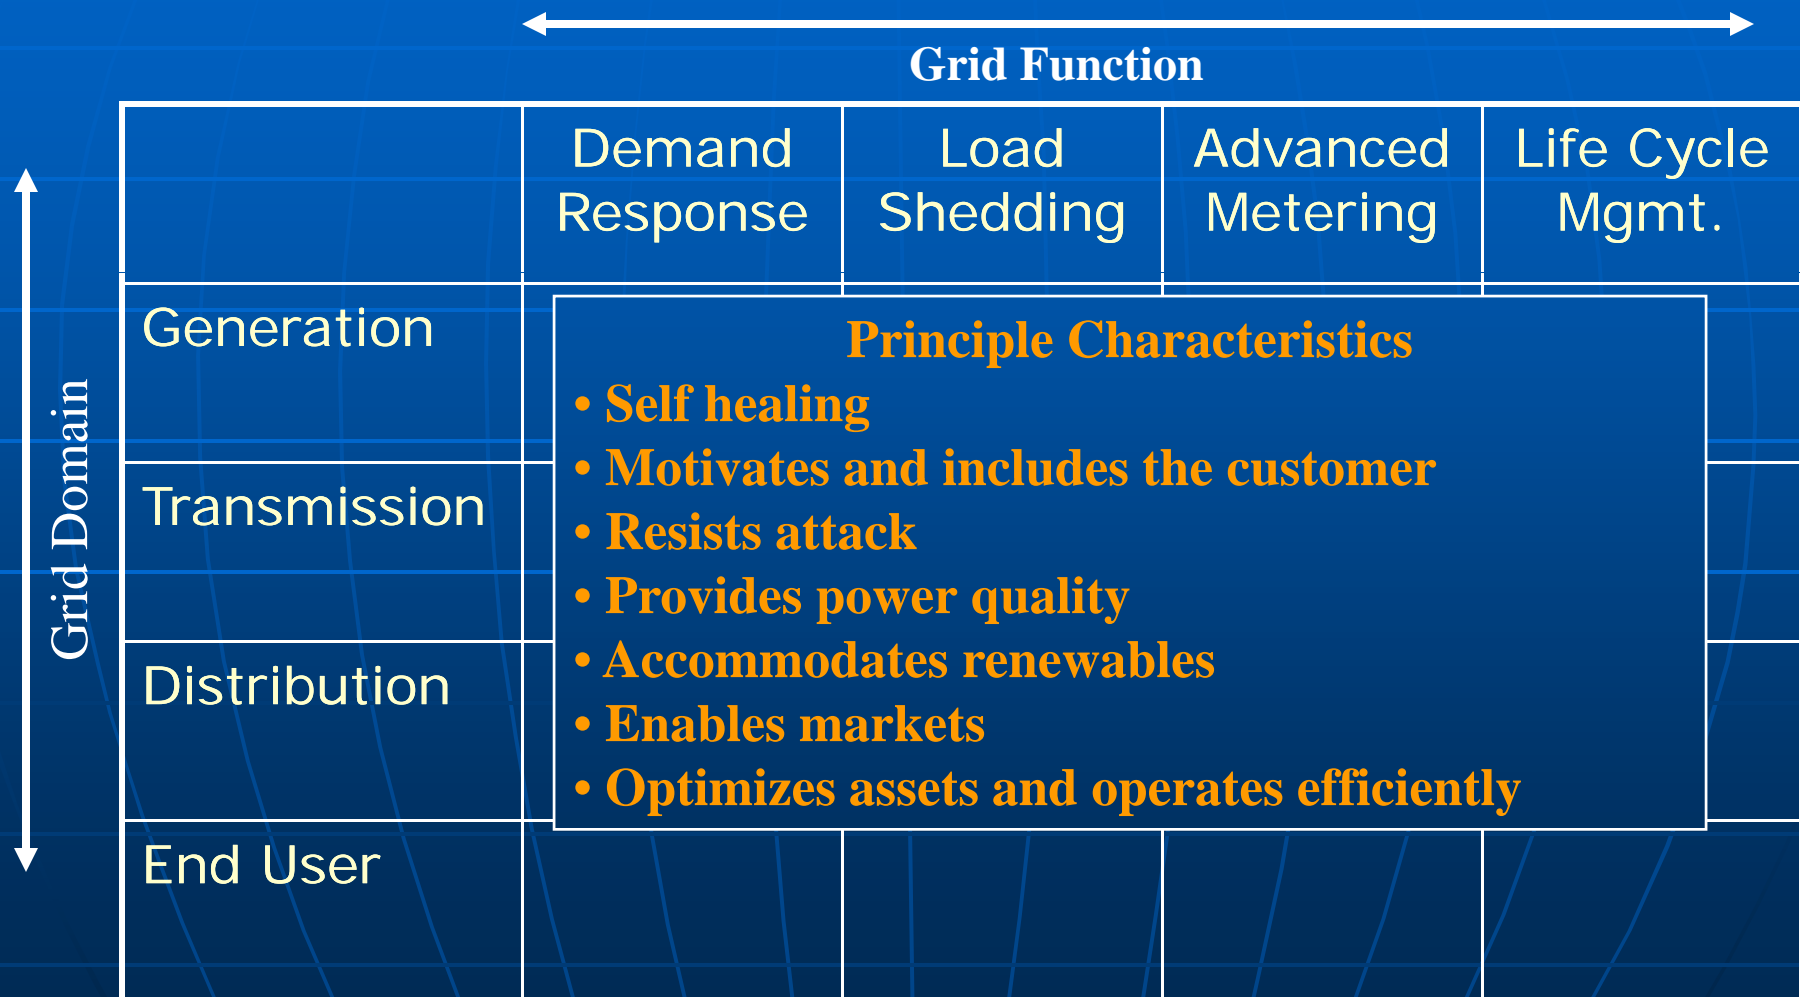 Grid Function
Demand
Response
Load
Shedding
Advanced
Metering
Life Cycle
Mgmt.
Grid Domain
Generation
Transmission
Distribution
End User
Principle Characteristics
• Self healing
• Motivates and includes the customer
• Resists attack
• Provides power quality
• Accommodates renewables
• Enables markets
• Optimizes assets and operates efficiently